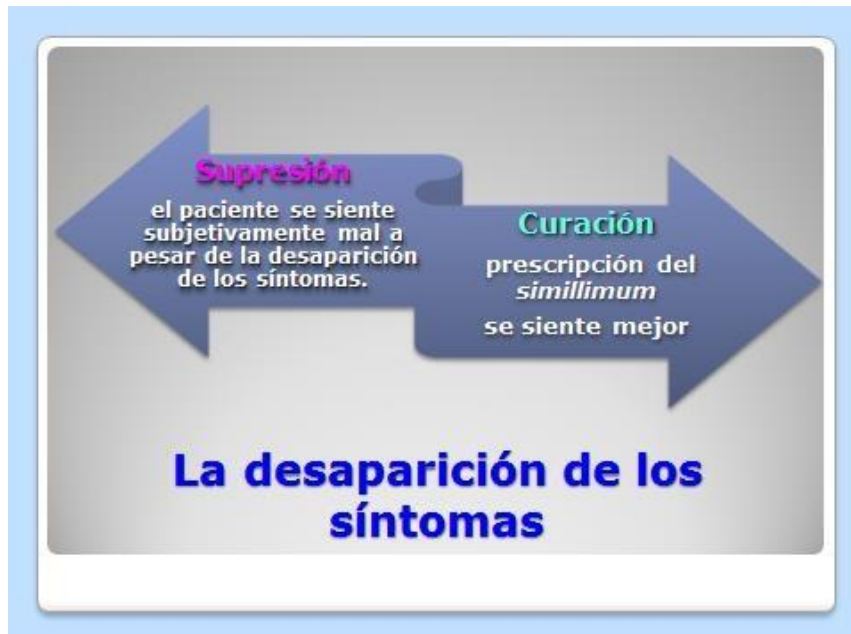 Supresión
el paciente se siente
subjetivamente mal a
pesar de la desaparición
de los síntomas.
Curación
prescripción del
simillimum
se siente mejor
La desaparición de los
síntomas